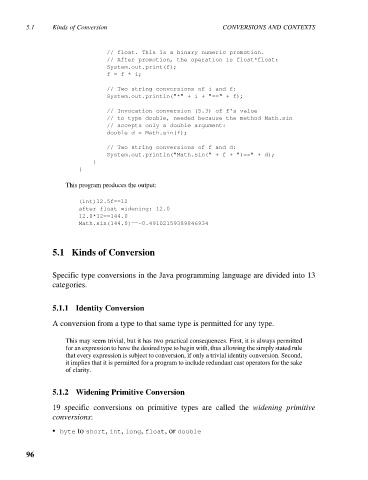 5.1 Kinds of Conversion CONVERSIONS AND CONTEXTS
// float. This is a binary numeric promotion.
// After promotion, the operation is float*float:
System.out.print(f);
f = f * i;
// Two string conversions of i and f:
System.out.println("*" + i + "==" + f);
// Invocation conversion (5.3) of f's value
// to type double, needed because the method Math.sin
// accepts only a double argument:
double d = Math.sin(f);
// Two string conversions of f and d:
System.out.println("Math.sin(" + f + ")==" + d);
}
}
This program produces the output:
(int)12.5f==12
after float widening: 12.0
12.0*12==144.0
Math.sin(144.0)==-0.49102159389846934
5.1 Kinds of Conversion
Specific type conversions in the Java programming language are divided into 13
categories.
5.1.1 Identity Conversion
A conversion from a type to that same type is permitted for any type.
This may seem trivial, but it has two practical consequences. First, it is always permitted
for an expression to have the desired type to begin with, thus allowing the simply stated rule
that every expression is subject to conversion, if only a trivial identity conversion. Second,
it implies that it is permitted for a program to include redundant cast operators for the sake
of clarity.
5.1.2 Widening Primitive Conversion
19 specific conversions on primitive types are called the widening primitive
conversions:
• byte to short, int, long, float, or double
96